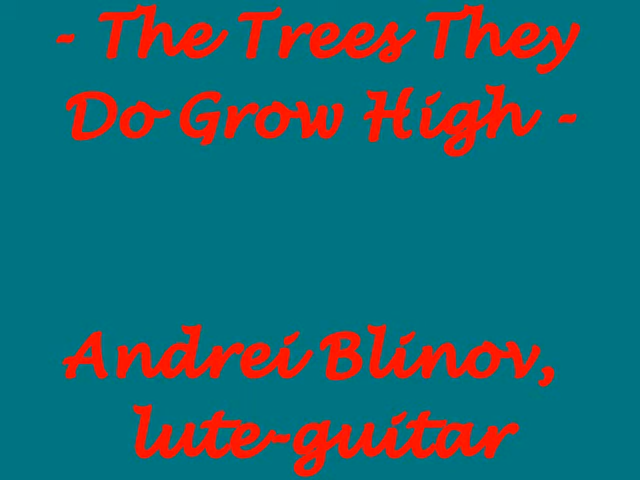 - The Trees They
Do Grow High -
Andrei Blinov,
lute-guitar